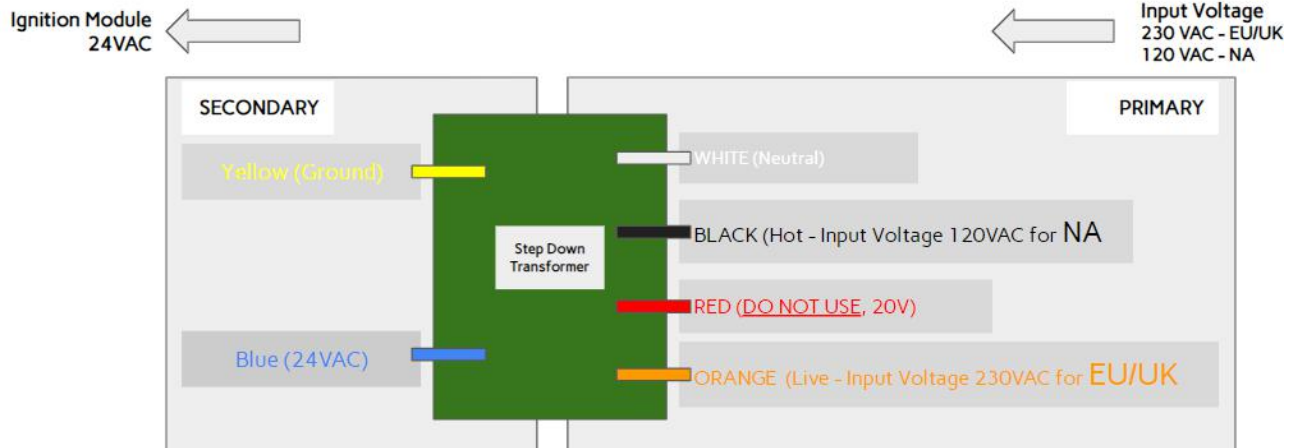 Ignition Module
24VAC
Input Voltage
230 VAC - EU/UK
120 VAC - NA
SECONDARY
PRIMARY
Yellow (Ground)
WHITE (Neutral)
BLACK (Hot - Input Voltage 120VAC for NA
Step Down
Transformer
RED (DO NOT USE, 20V)
Blue (24VAC)
ORANGE (Live - Input Voltage 230VAC for EU/UK